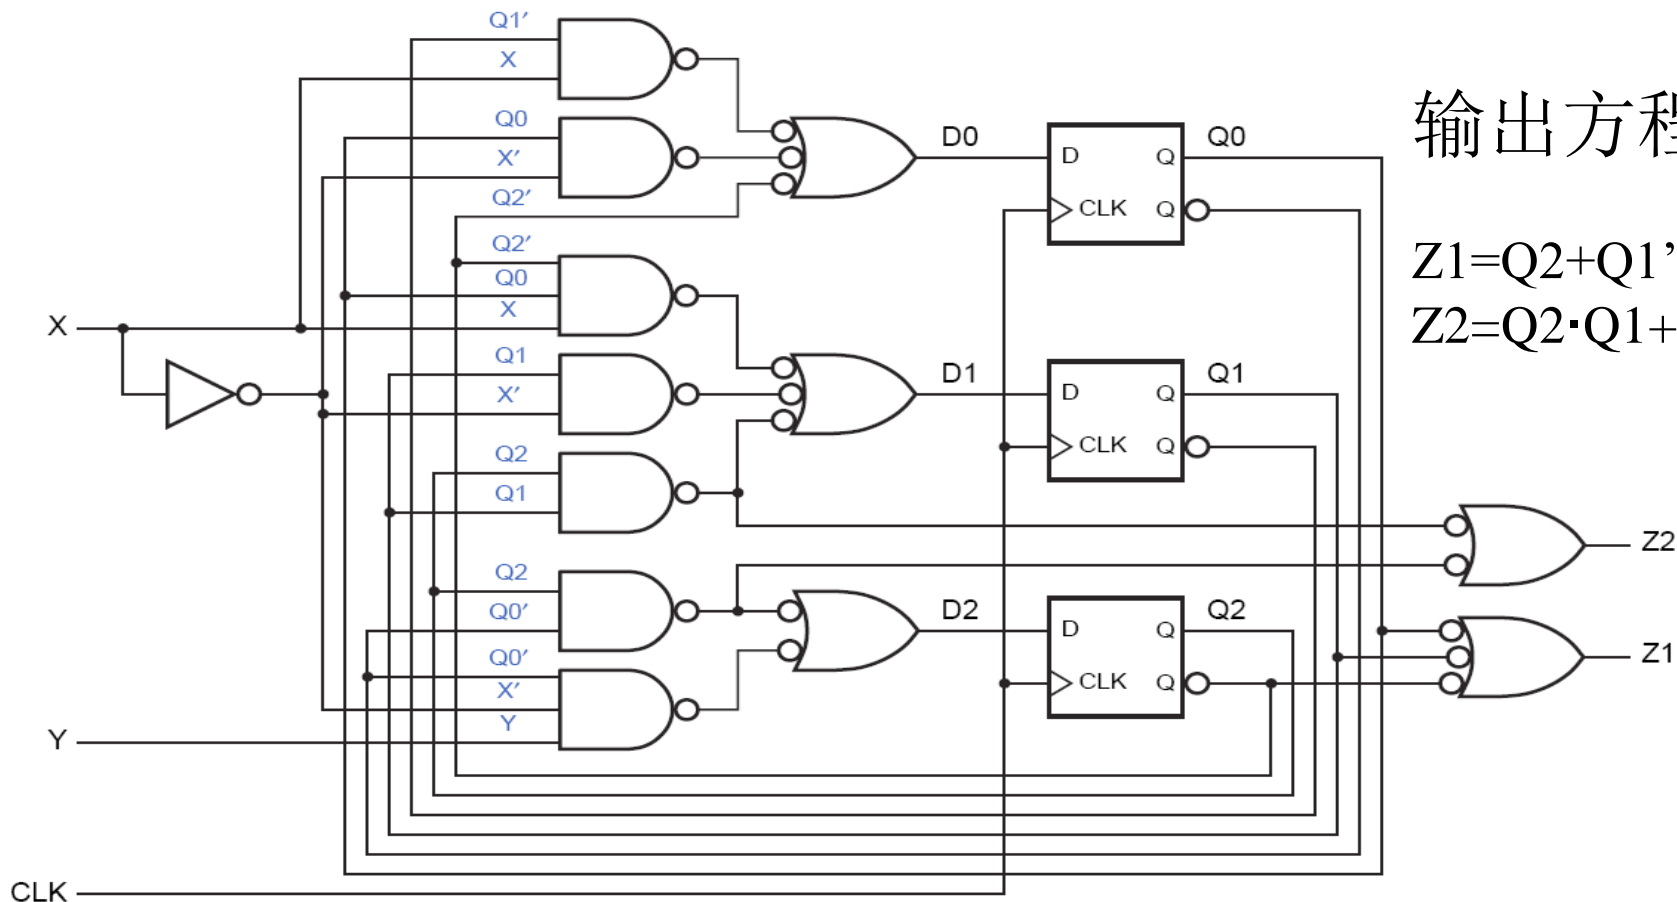 Q1′
X
Q0
X′
Q2′
Q2′
Q0
X
Q1
X′
Q2
Q1
Q2
Q0′
Q0′
X′
Y
X
Y
CLK
D0
D Q
CLK Q
Q0
D1
D Q
CLK Q
Q1
D2
D Q
CLK Q
Q2
Z2
Z1
输出方程
Z1=Q2+Q1’
Z2=Q2·Q1+